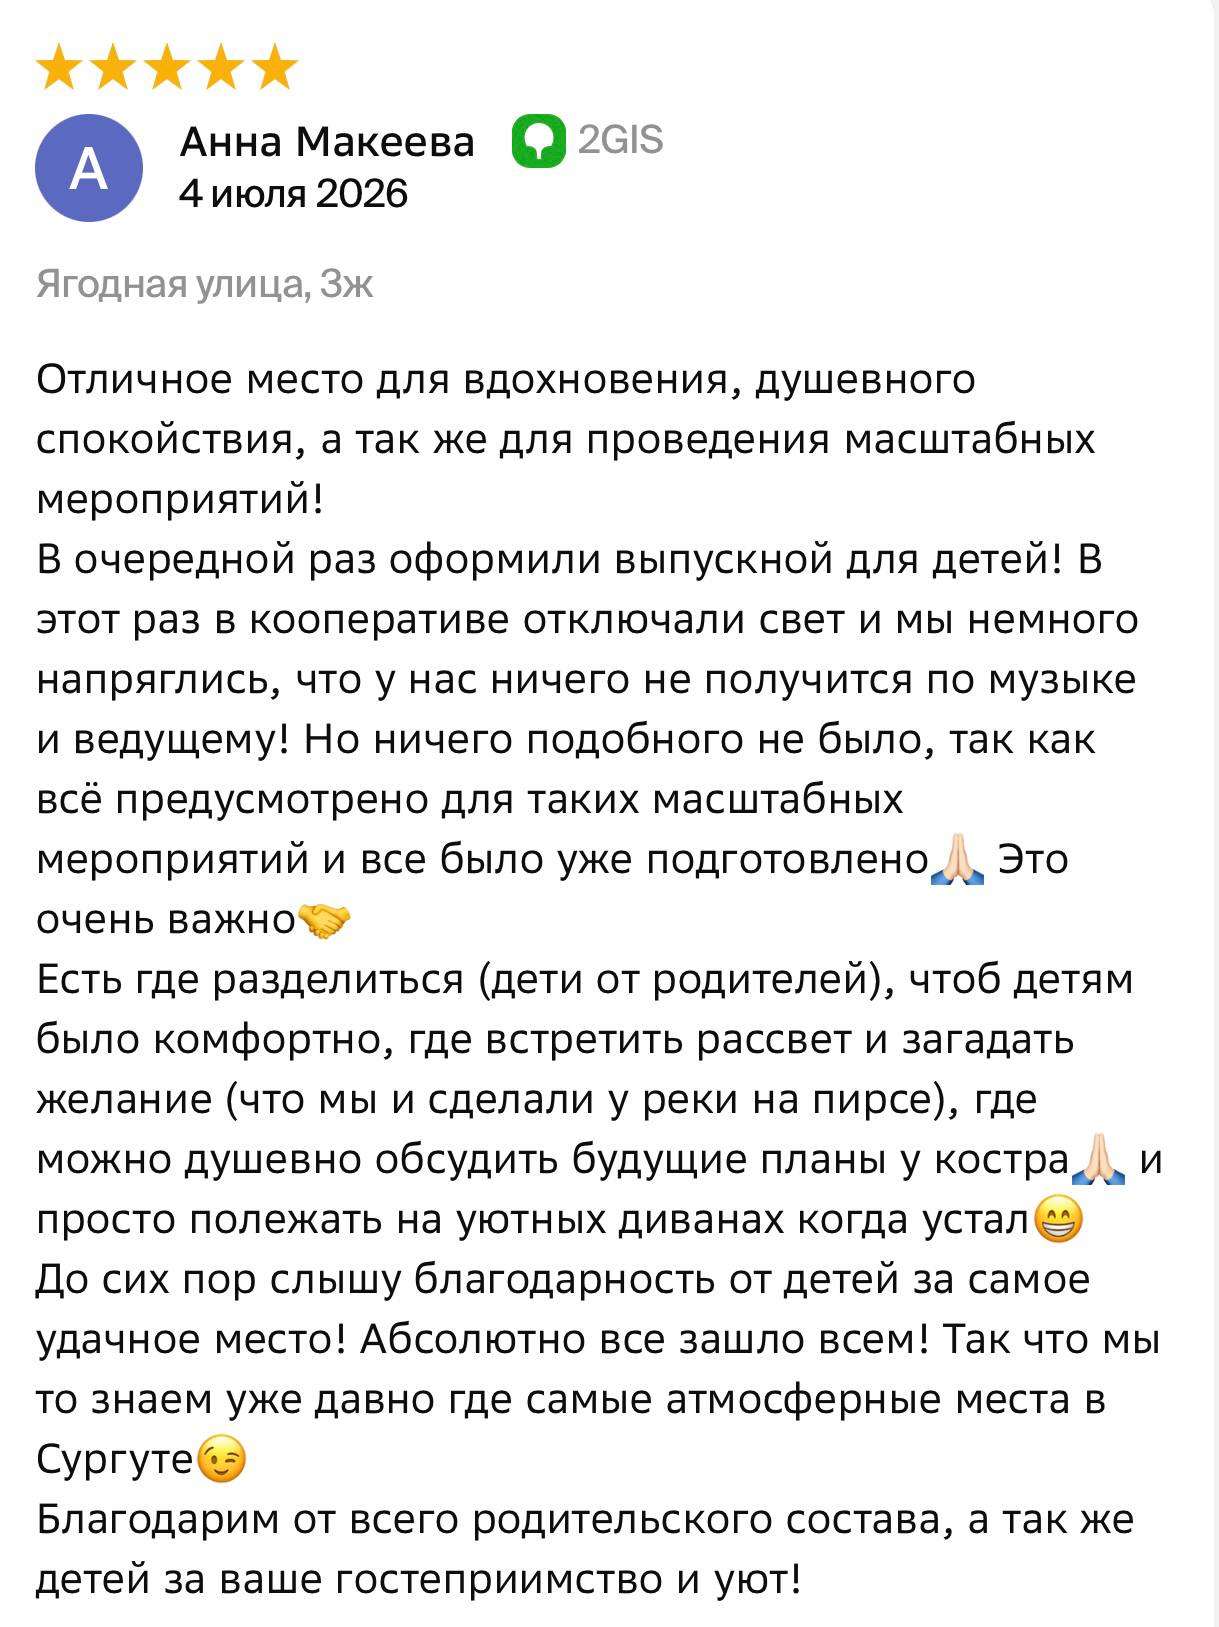 Анна Макеева 2GIS
А
4 июля 2026
Ягодная улица, 3ж
Отличное место для вдохновения, душевного
спокойствия, а так же для проведения масштабных
мероприятий!
В очередной раз оформили выпускной для детей! В
этот раз в кооперативе отключали свет и мы немного
напряглись, что у нас ничего не получится по музыке
и ведущему! Но ничего подобного не было, так как
всё предусмотрено для таких масштабных
мероприятий и все было уже подготовлено🙏🏻 Это
очень важно🤝
Есть где разделиться (дети от родителей), чтоб детям
было комфортно, где встретить рассвет и загадать
желание (что мы и сделали у реки на пирсе), где
можно душевно обсудить будущие планы у костра🙏🏻 и
просто полежать на уютных диванах когда устал😁
До сих пор слышу благодарность от детей за самое
удачное место! Абсолютно все зашло всем! Так что мы
то знаем уже давно где самые атмосферные места в
Сургуте😉
Благодарим от всего родительского состава, а так же
детей за ваше гостеприимство и уют!